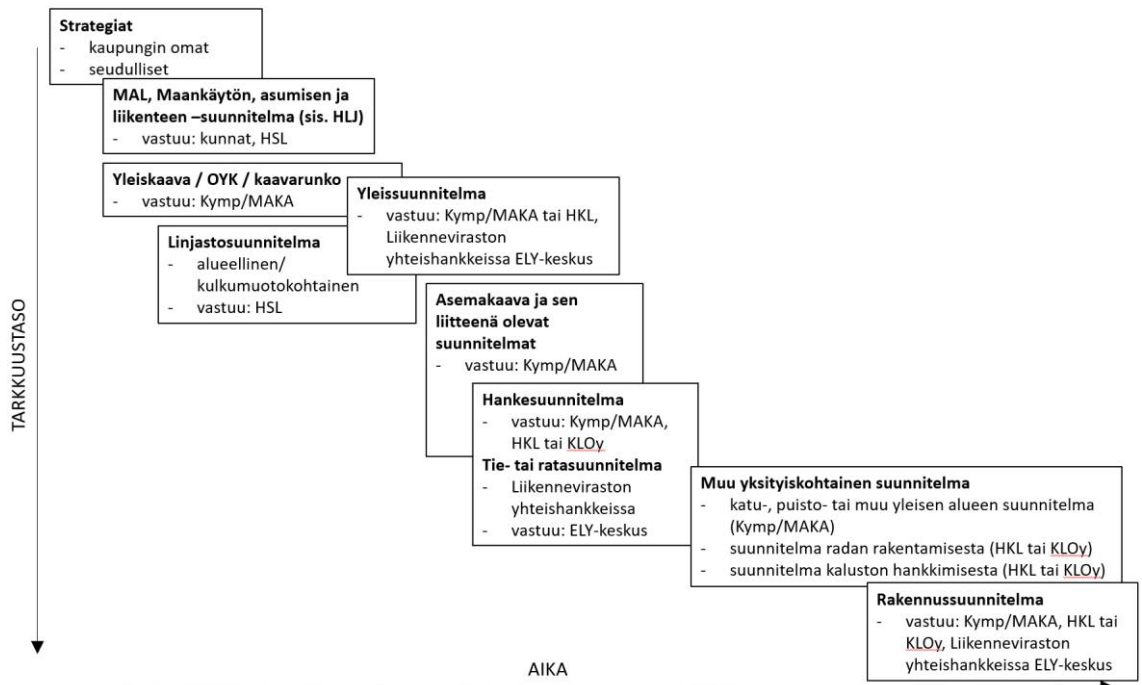 Strategiat
- kaupungin omat
- seudulliset
MAL, Maankäytön, asumisen ja
liikenteen –suunnitelma (sis. HLJ)
- vastuu: kunnat, HSL
Yleiskaava / OYK / kaavarunko
- vastuu: Kymp/MAKA
Yleissuunnitelma
- vastuu: Kymp/MAKA tai HKL,
Liikenneviraston
yhteishankkeissa ELY-keskus
Linjastosuunnitelma
- alueellinen/
kulkumuotokohtainen
- vastuu: HSL
Asemakaava ja sen
liitteenä olevat
suunnitelmat
- vastuu: Kymp/MAKA
Hankesuunnitelma
- vastuu: Kymp/MAKA,
HKL tai KLOy
Tie- tai ratasuunnitelma
- Liikenneviraston
yhteishankkeissa
- vastuu: ELY-keskus
Muu yksityiskohtainen suunnitelma
- katu-, puisto- tai muu yleisen alueen suunnitelma
(Kymp/MAKA)
- suunnitelma radan rakentamisesta (HKL tai KLOy)
- suunnitelma kaluston hankkimisesta (HKL tai KLOy)
Rakennussuunnitelma
- vastuu: Kymp/MAKA, HKL tai
KLOy, Liikenneviraston
yhteishankkeissa ELY-keskus
TARKKUUSTASO
AIKA